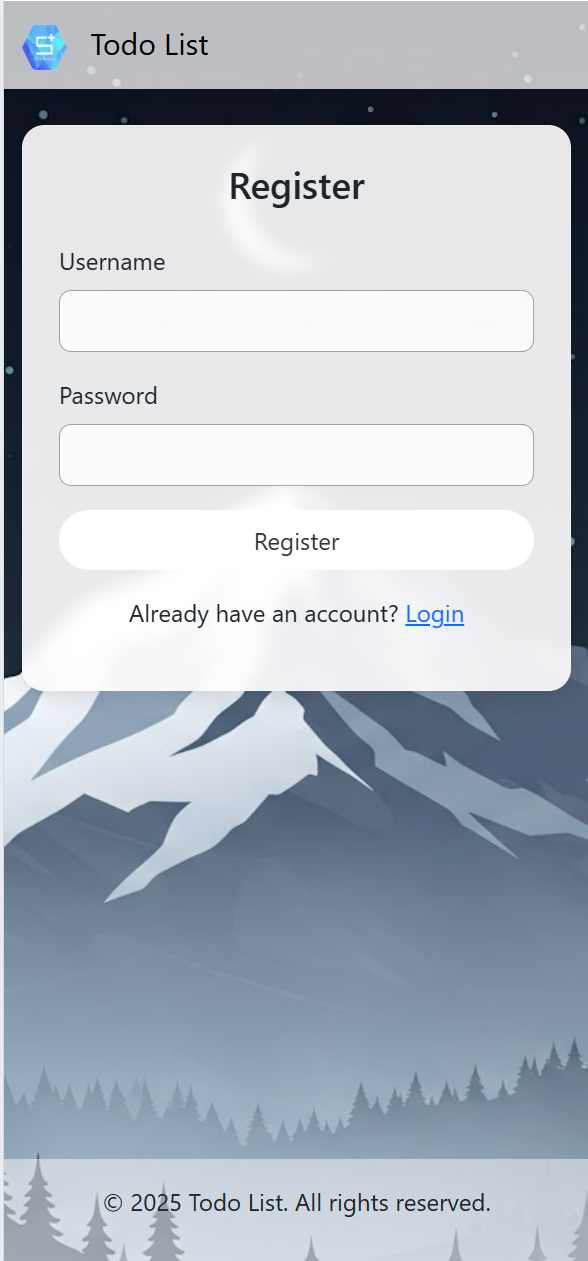 Todo List
Register
Username
Password
Register
Already have an account? Login
© 2025 Todo List. All rights reserved.